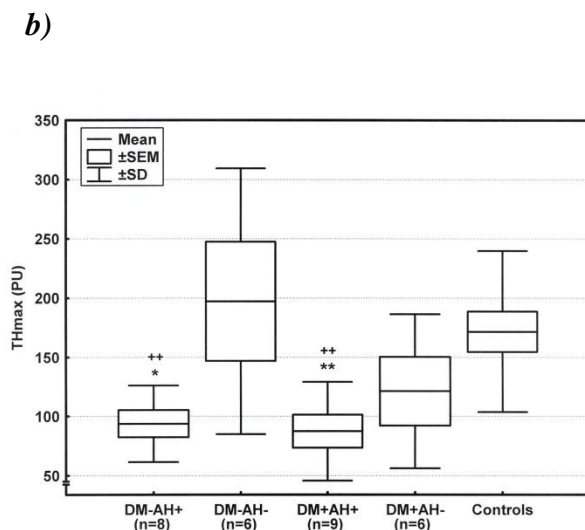 b)
350
300
250
200
150
100
50
THmax (PU)
Mean
±SEM
±SD
++
*
++
**
DM-AH+
(n=8)
DM-AH-
(n=6)
DM+AH+
(n=9)
DM+AH-
(n=6)
Controls